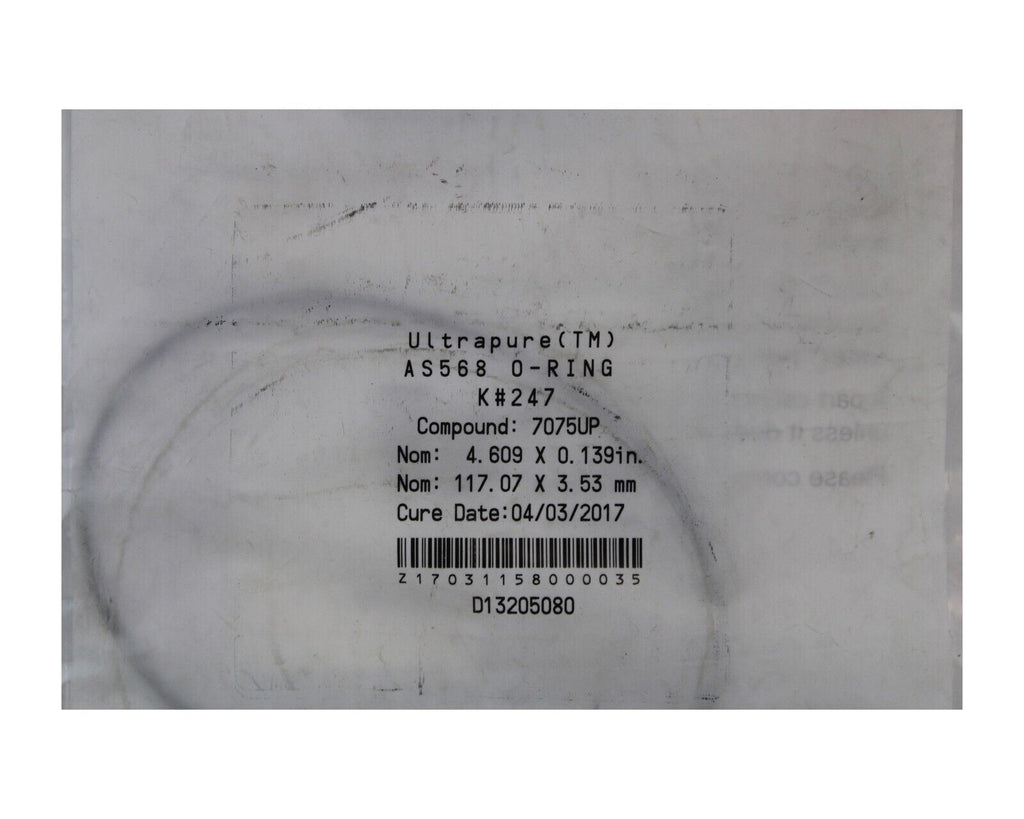 Ultrapure(TM)
AS568 O-RING
K#247
Compound: 7075UP
Nom: 4.609 X 0.139in.
Nom: 117.07 X 3.53 mm
Cure Date:04/03/2017
Z17031158000035
D13205080